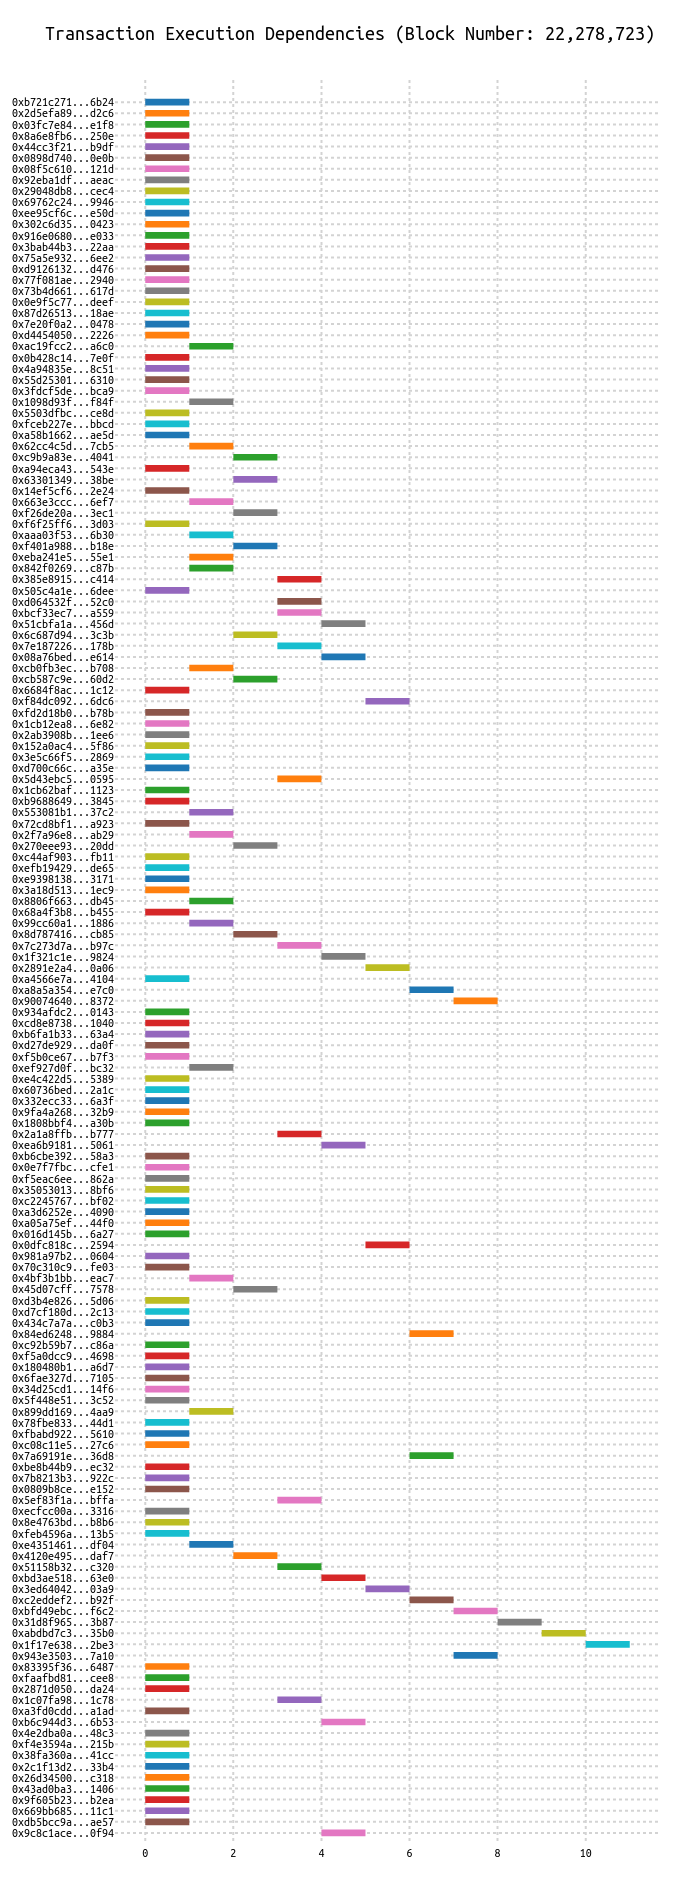 Transaction Execution Dependencies (Block Number: 22,278,723)
0xb721c271...6b24
0x2d5efa89...d2c6
0x03fc7e84...e1f8
0x8a6e8fb6...250e
0x44cc3f21...b9df
0x0898d740...0e0b
0x08f5c610...121d
0x92eba1df...aeac
0x29048db8...cec4
0x69762c24...9946
0xee95cf6c...e50d
0x302c6d35...0423
0x916e0680...e033
0x3bab44b3...22aa
0x75a5e932...6ee2
0xd9126132...d476
0x77f081ae...2940
0x73b4d661...617d
0x0e9f5c77...deef
0x87d26513...18ae
0x7e20f0a2...0478
0xd4454050...2226
0xac19fcc2...a6c0
0x0b428c14...7e0f
0x4a94835e...8c51
0x55d25301...6310
0x3fdcf5de...bca9
0x1098d93f...f84f
0x5503dfbc...ce8d
0xfceb227e...bbcd
0xa58b1662...ae5d
0x62cc4c5d...7cb5
0xc9b9a83e...4041
0xa94eca43...543e
0x63301349...38be
0x14ef5cf6...2e24
0x663e3ccc...6ef7
0xf26de20a...3ec1
0xf6f25ff6...3d03
0xaaa03f53...6b30
0xf401a988...b18e
0xeba241e5...55e1
0x842f0269...c87b
0x385e8915...c414
0x505c4a1e...6dee
0xd064532f...52c0
0xbcf33ec7...a559
0x51cbfa1a...456d
0x6c687d94...3c3b
0x7e187226...178b
0x08a76bed...e614
0xcb0fb3ec...b708
0xcb587c9e...60d2
0x6684f8ac...1c12
0xf84dc092...6dc6
0xfd2d18b0...b78b
0x1cb12ea8...6e82
0x2ab3908b...1ee6
0x152a0ac4...5f86
0x3e5c66f5...2869
0xd700c66c...a35e
0x5d43ebc5...0595
0x1cb62baf...1123
0xb9688649...3845
0x553081b1...37c2
0x72cd8bf1...a923
0x2f7a96e8...ab29
0x270eee93...20dd
0xc44af903...fb11
0xefb19429...de65
0xe9398138...3171
0x3a18d513...1ec9
0x8806f663...db45
0x68a4f3b8...b455
0x99cc60a1...1886
0x8d787416...cb85
0x7c273d7a...b97c
0x1f321c1e...9824
0x2891e2a4...0a06
0xa4566e7a...4104
0xa8a5a354...e7c0
0x90074640...8372
0x934afdc2...0143
0xcd8e8738...1040
0xb6fa1b33...63a4
0xd27de929...da0f
0xf5b0ce67...b7f3
0xef927d0f...bc32
0xe4c422d5...5389
0x60736bed...2a1c
0x332ecc33...6a3f
0x9fa4a268...32b9
0x1808bbf4...a30b
0x2a1a8ffb...b777
0xea6b9181...5061
0xb6cbe392...58a3
0x0e7f7fbc...cfe1
0xf5eac6ee...862a
0x35053013...8bf6
0xc2245767...bf02
0xa3d6252e...4090
0xa05a75ef...44f0
0x016d145b...6a27
0x0dfc818c...2594
0x981a97b2...0604
0x70c310c9...fe03
0x4bf3b1bb...eac7
0x45d07cff...7578
0xd3b4e826...5d06
0xd7cf180d...2c13
0x434c7a7a...c0b3
0x84ed6248...9884
0xc92b59b7...c86a
0xf5a0dcc9...4698
0x180480b1...a6d7
0x6fae327d...7105
0x34d25cd1...14f6
0x5f448e51...3c52
0x899dd169...4aa9
0x78fbe833...44d1
0xfbabd922...5610
0xc08c11e5...27c6
0x7a69191e...36d8
0xbe8b44b9...ec32
0x7b8213b3...922c
0x0809b8ce...e152
0x5ef83f1a...bffa
0xecfcc00a...3316
0x8e4763bd...b8b6
0xfeb4596a...13b5
0xe4351461...df04
0x4120e495...daf7
0x51158b32...c320
0xbd3ae518...63e0
0x3ed64042...03a9
0xc2eddef2...b92f
0xbfd49ebc...f6c2
0x31d8f965...3b87
0xabdbd7c3...35b0
0x1f17e638...2be3
0x943e3503...7a10
0x83395f36...6487
0xfaafbd81...cee8
0x2871d050...da24
0x1c07fa98...1c78
0xa3fd0cdd...a1ad
0xb6c944d3...6b53
0x4e2dba0a...48c3
0xf4e3594a...215b
0x38fa360a...41cc
0x2c1f13d2...33b4
0x26d34500...c318
0x43ad0ba3...1406
0x9f605b23...b2ea
0x669bb685...11c1
0xdb5bcc9a...ae57
0x9c8c1ace...0f94
0 2 4 6 8 10